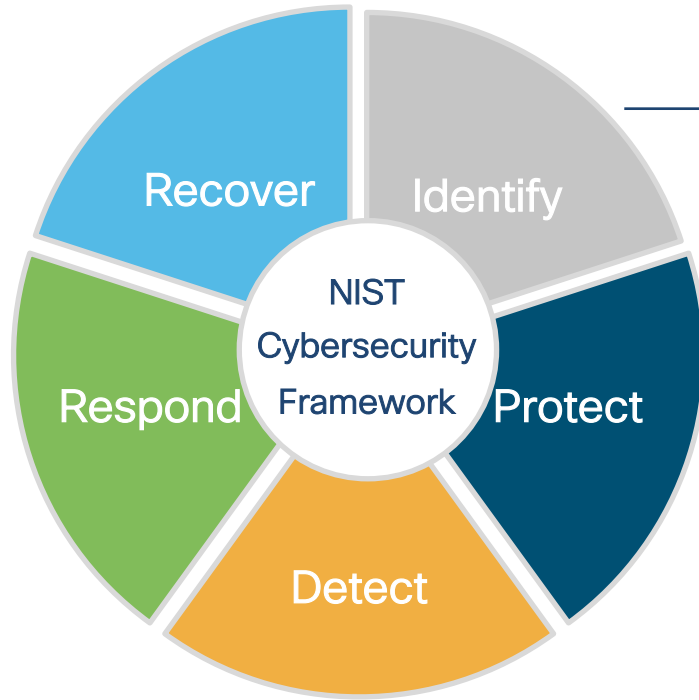 Recover
Identify
NIST
Cybersecurity
Framework
Respond
Protect
Detect